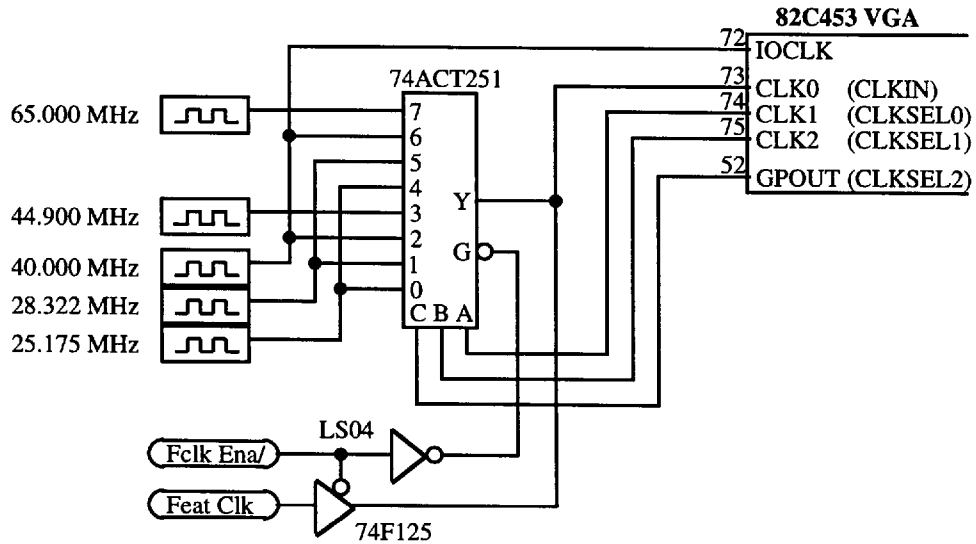 82C453 VGA
72 IOCLK
74ACT251
73 CLK0 (CLKIN)
65.000 MHz
7
74 CLK1 (CLKSEL0)
6
75 CLK2 (CLKSEL1)
5
4
52 GPOUT (CLKSEL2)
44.900 MHz
3
Y
2
G
40.000 MHz
1
28.322 MHz
0
C B A
25.175 MHz
LS04
Fclk Ena/
Feat Clk
74F125